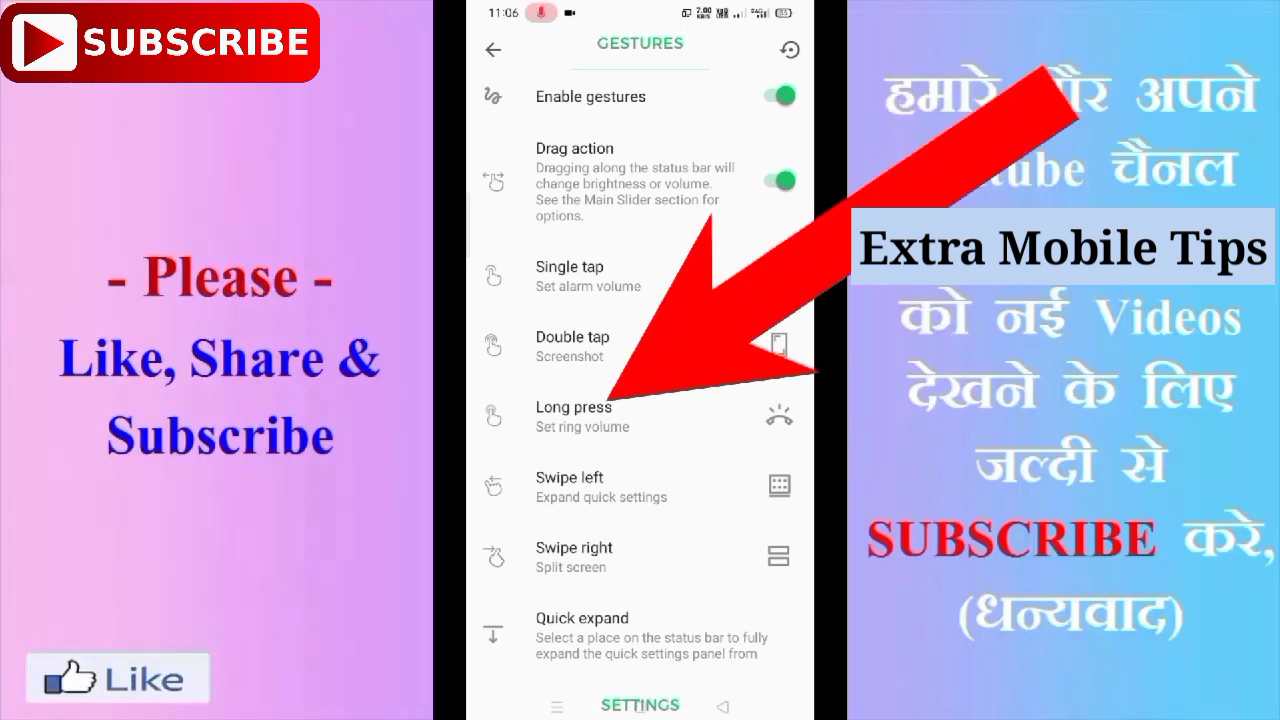 SUBSCRIBE
- Please -
Like, Share &
Subscribe
Like
11:06
2.00
KB/S
GESTURES
Enable gestures
Drag action
Dragging along the status bar will
change brightness or volume.
See the Main Slider section for
options.
Single tap
Set alarm volume
Double tap
Screenshot
Long press
Set ring volume
Swipe left
Expand quick settings
Swipe right
Split screen
Quick expand
Select a place on the status bar to fully
expand the quick settings panel from
SETTINGS
हमारे और अपने
चैनल
Extra Mobile Tips
को नई Videos
देखने के लिए
जल्दी से
SUBSCRIBE करे,
(धन्यवाद)